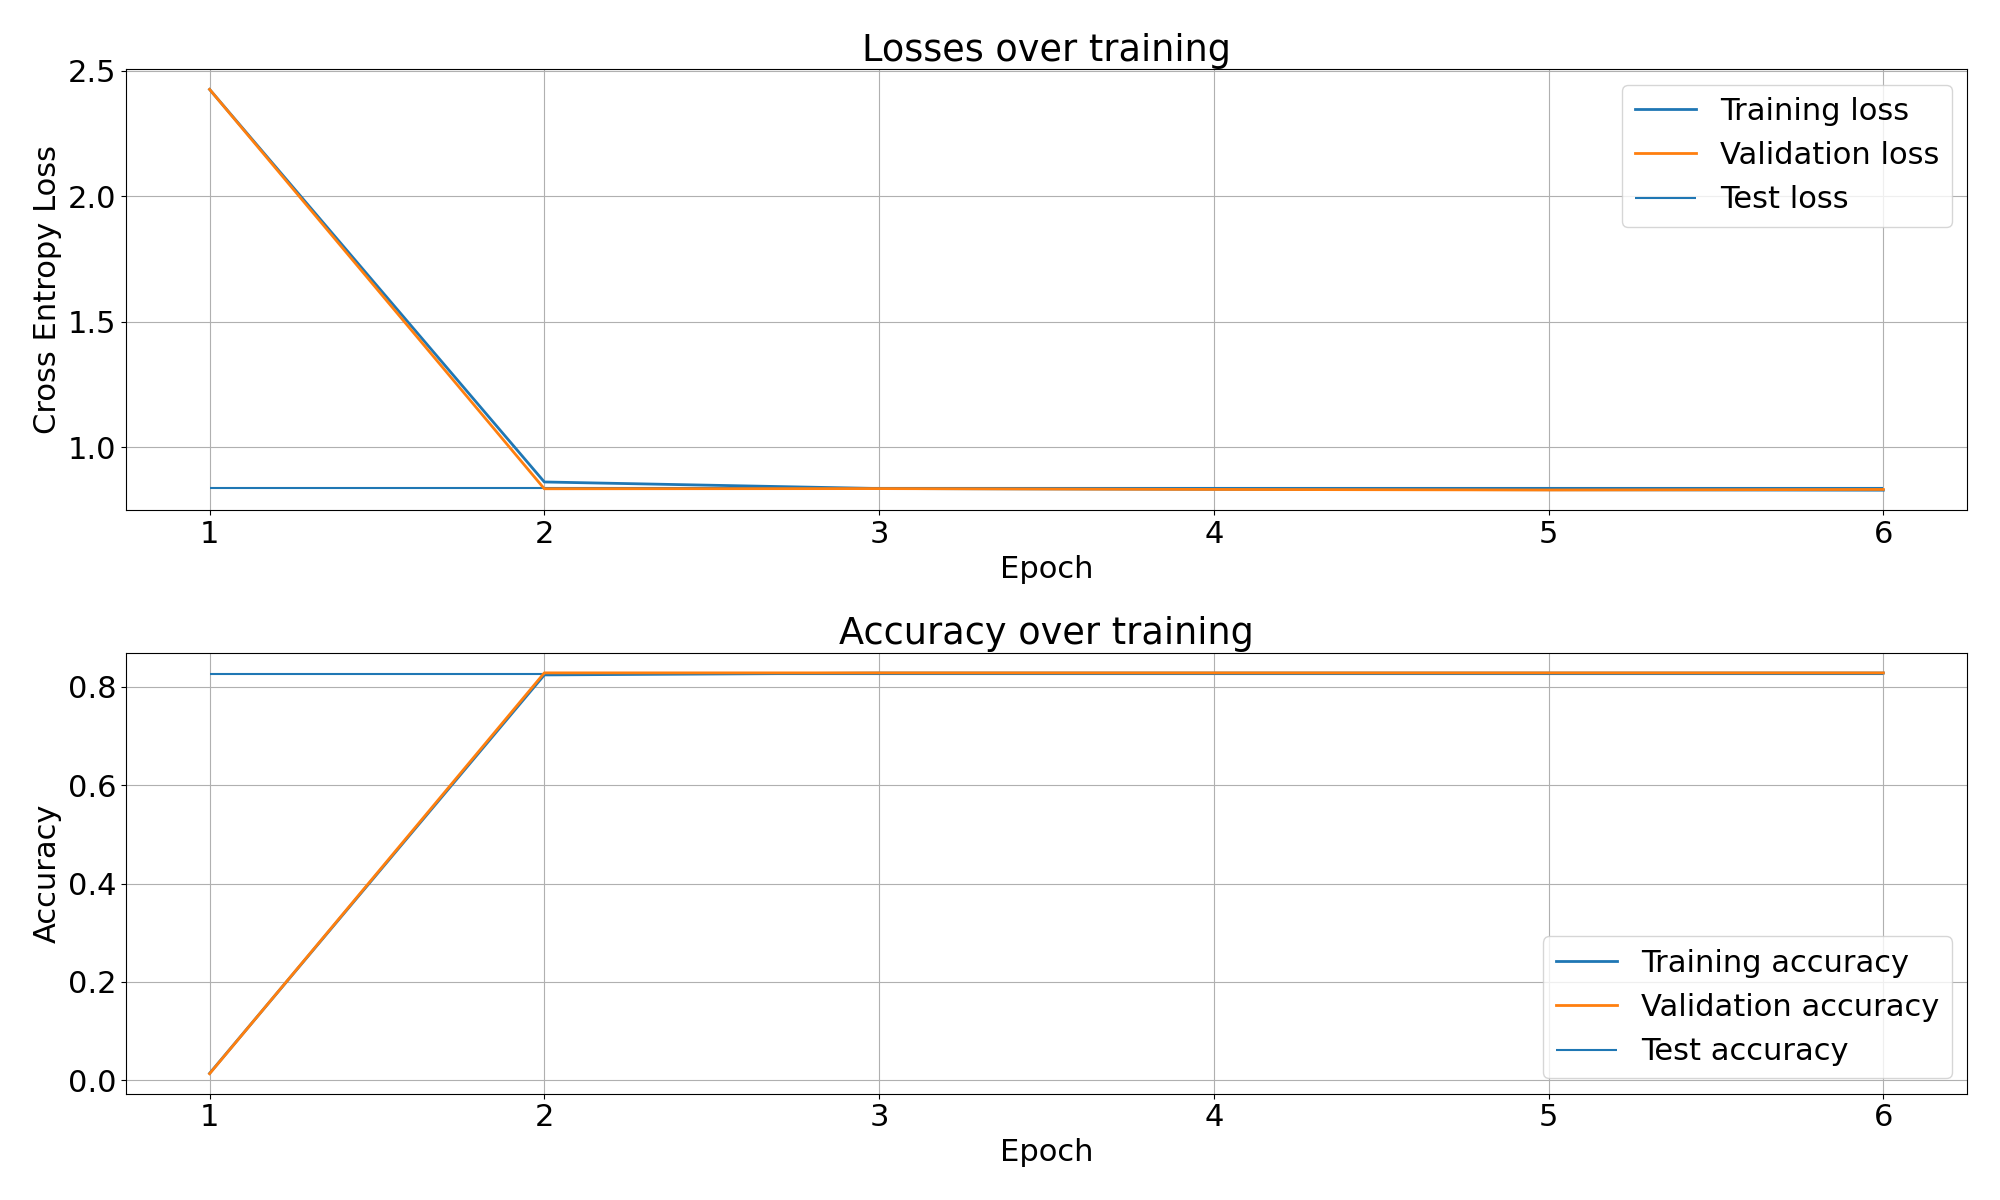 Losses over training
Cross Entropy Loss
2.5
2.0
1.5
1.0
Training loss
Validation loss
Test loss
1 2 3 4 5 6
Epoch
Accuracy over training
Accuracy
0.8
0.6
0.4
0.2
0.0
Training accuracy
Validation accuracy
Test accuracy
1 2 3 4 5 6
Epoch